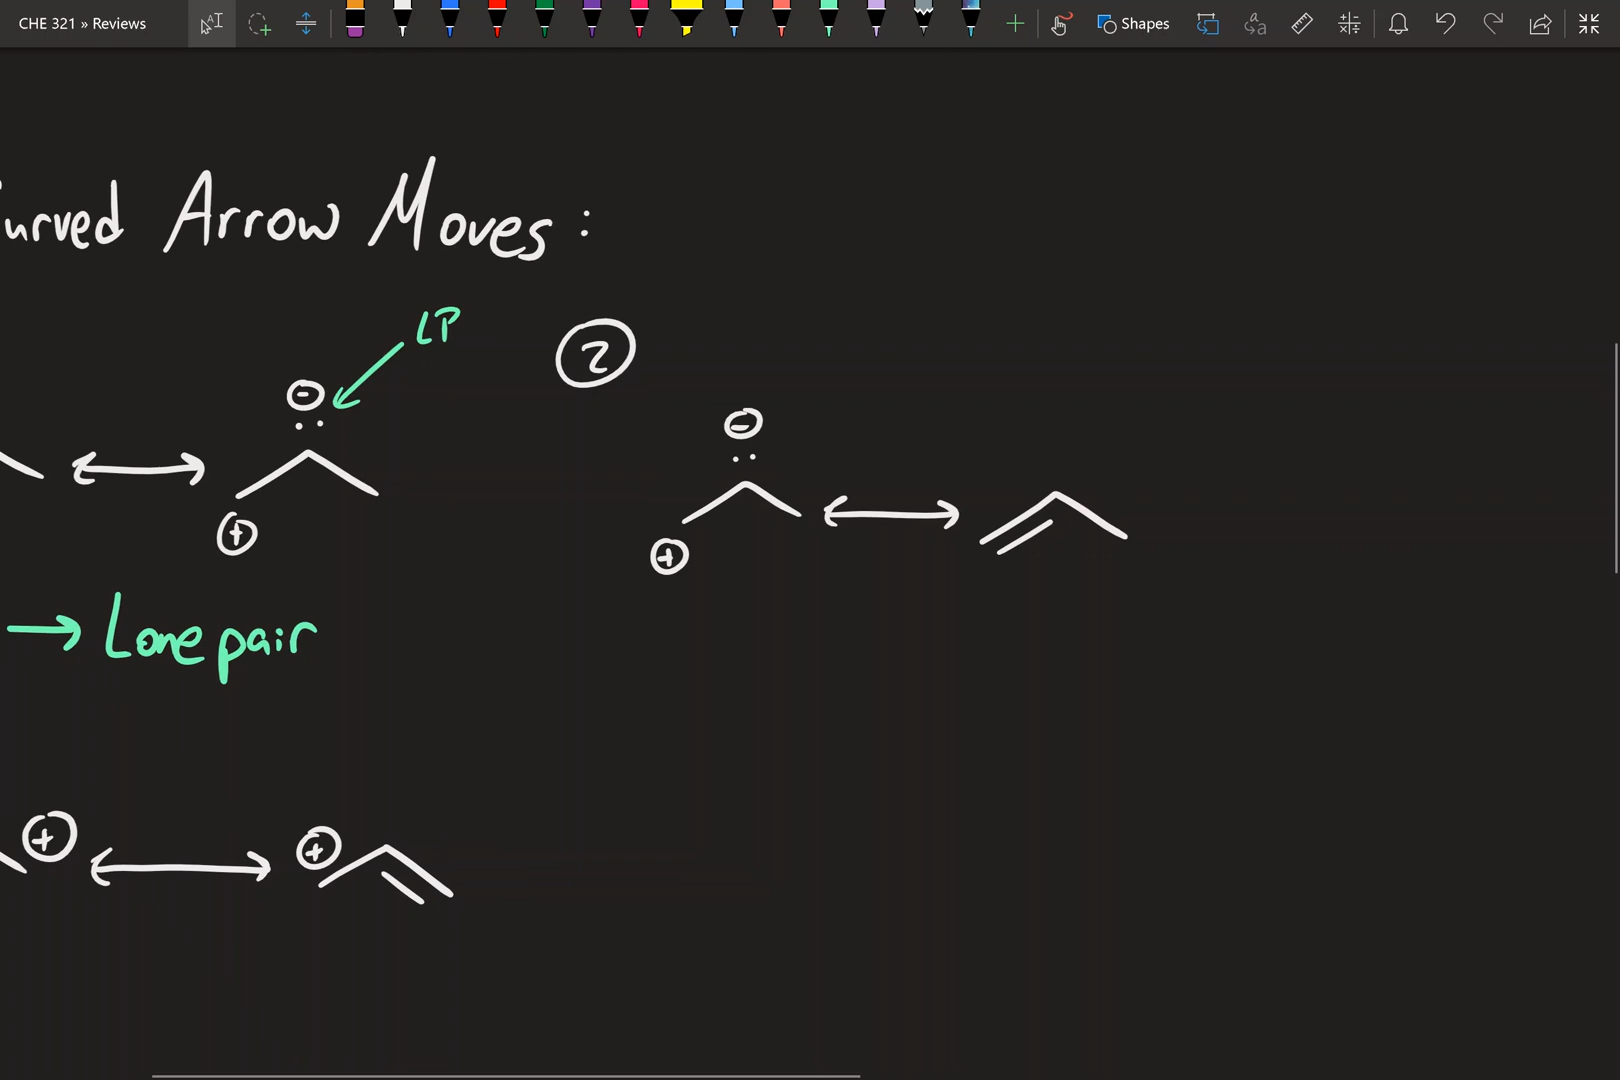 CHE 321 » Reviews
Shapes
urved Arrow Moves :
LP
2
⊖
⊖
⊕
⊕
→ Lone pair
⊕
⊕